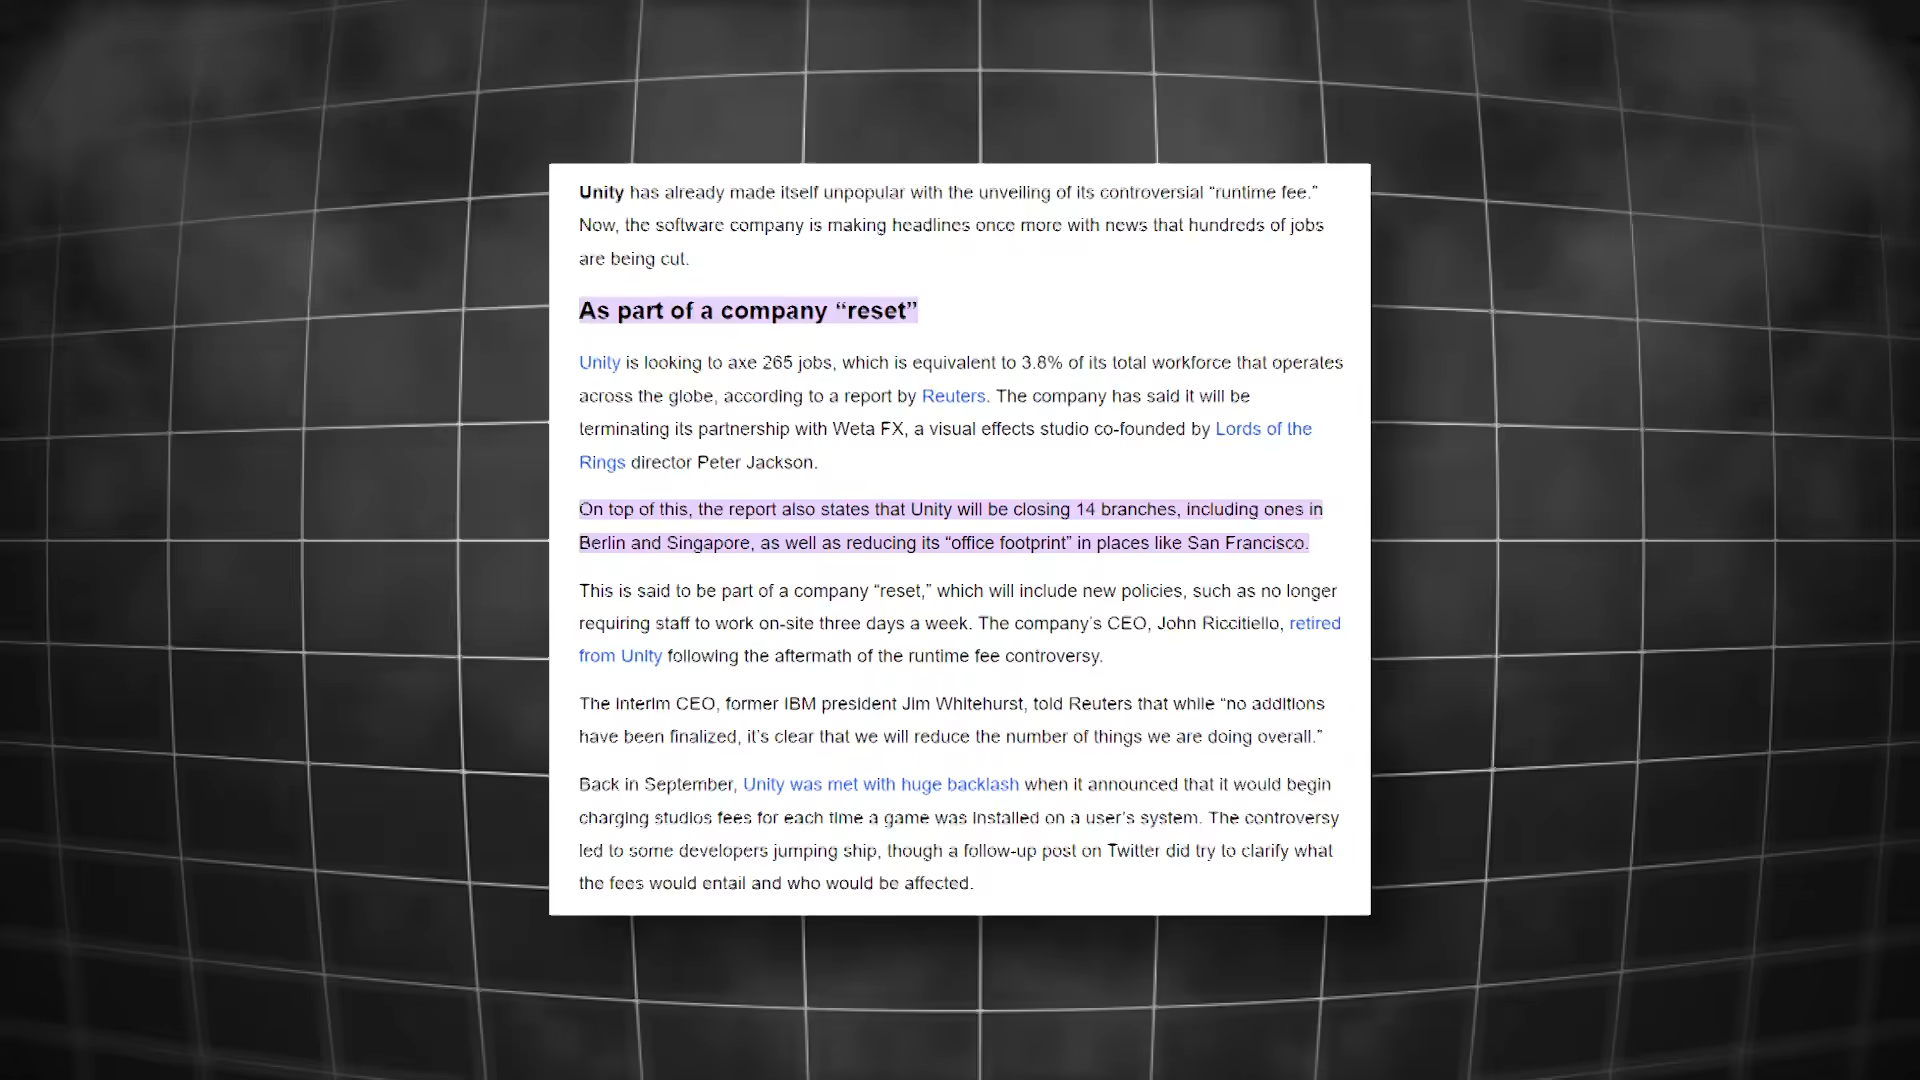 Unity has already made itself unpopular with the unveiling of its controversial “runtime fee.”
Now, the software company is making headlines once more with news that hundreds of jobs
are being cut.
As part of a company “reset”
Unity is looking to axe 265 jobs, which is equivalent to 3.8% of its total workforce that operates
across the globe, according to a report by Reuters. The company has said it will be
terminating its partnership with Weta FX, a visual effects studio co-founded by Lords of the
Rings director Peter Jackson.
On top of this, the report also states that Unity will be closing 14 branches, including ones in
Berlin and Singapore, as well as reducing its “office footprint” in places like San Francisco.
This is said to be part of a company “reset,” which will include new policies, such as no longer
requiring staff to work on-site three days a week. The company’s CEO, John Riccitiello, retired
from Unity following the aftermath of the runtime fee controversy.
The interim CEO, former IBM president Jim Whitehurst, told Reuters that while “no additions
have been finalized, it’s clear that we will reduce the number of things we are doing overall.”
Back in September, Unity was met with huge backlash when it announced that it would begin
charging studios fees for each time a game was installed on a user’s system. The controversy
led to some developers jumping ship, though a follow-up post on Twitter did try to clarify what
the fees would entail and who would be affected.